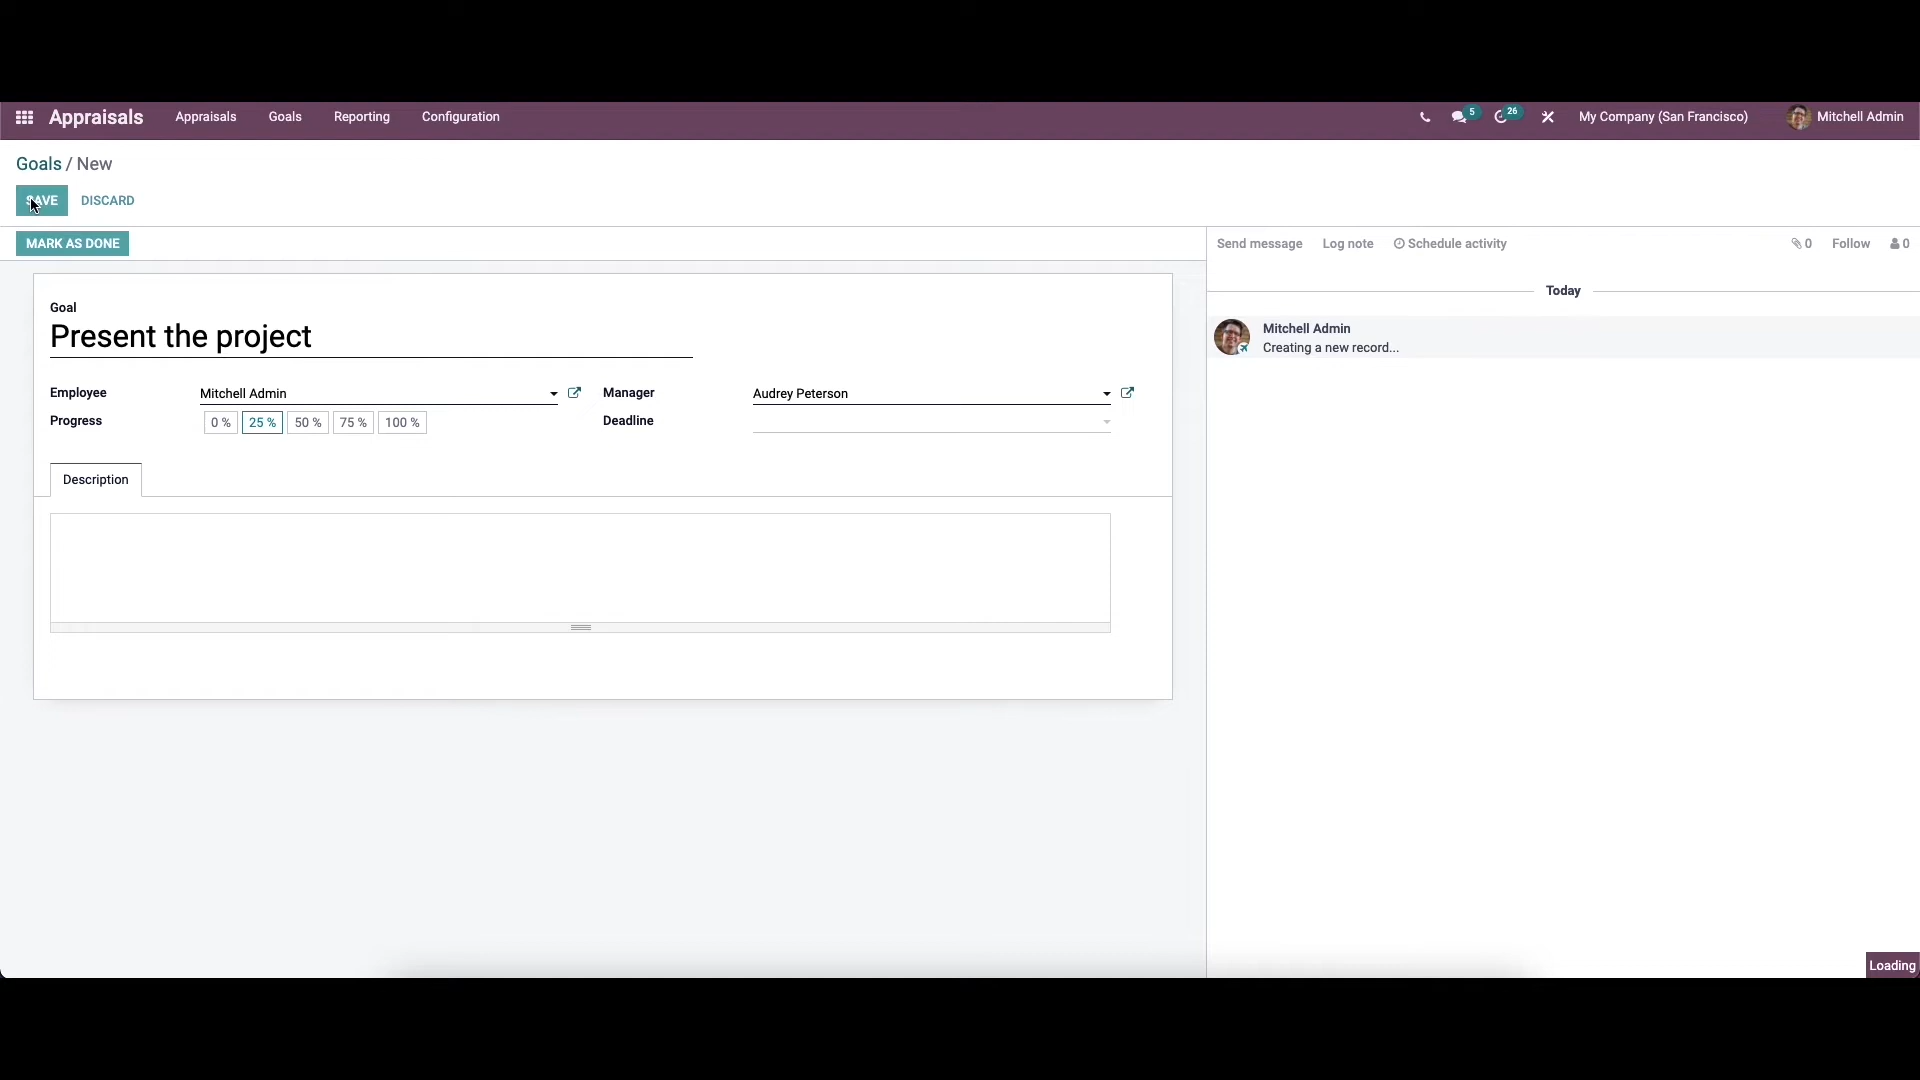 Appraisals Appraisals Goals Reporting Configuration 5 26 My Company (San Francisco) Mitchell Admin
Goals / New
SAVE DISCARD
MARK AS DONE Send message Log note Schedule activity 0 Follow 0
Today
Goal
Present the project
Mitchell Admin
Creating a new record...
Employee Mitchell Admin Manager Audrey Peterson
Progress 0 % 25 % 50 % 75 % 100 % Deadline
Description
Loading